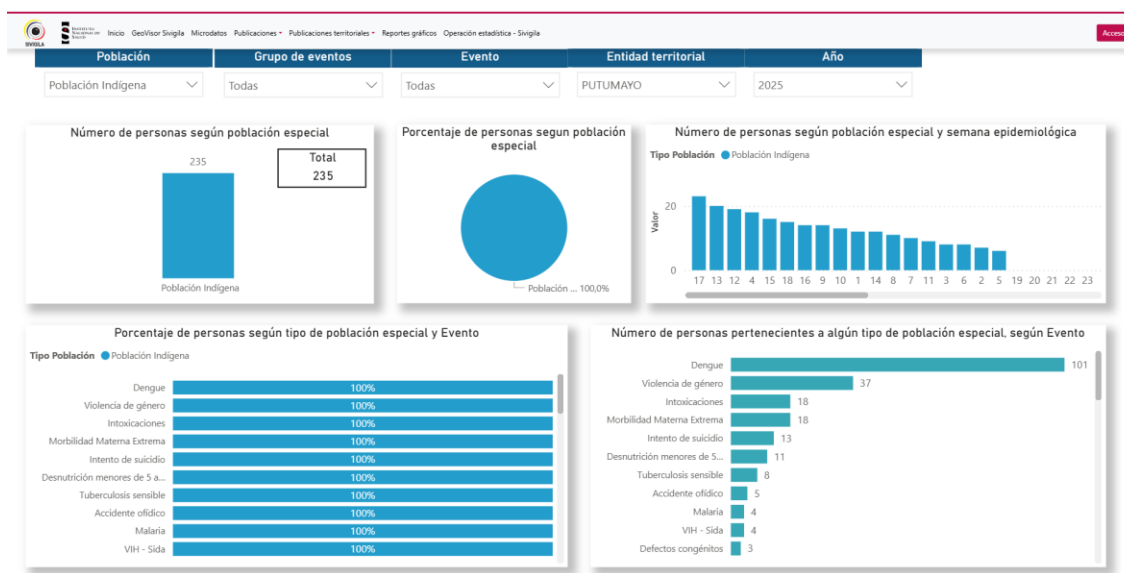 SIVIGILA
INSTITUTO NACIONAL DE SALUD
Inicio GeoVisor Sivigila Microdatos Publicaciones Publicaciones territoriales Reportes gráficos Operación estadística - Sivigila
Acceso
Población Grupo de eventos Evento Entidad territorial Año
Población Indígena Todas Todas PUTUMAYO 2025
Número de personas según población especial
235
Total
235
Población Indígena
Porcentaje de personas segun población
especial
Población ... 100,0%
Número de personas según población especial y semana epidemiológica
Tipo Población Población Indígena
Valor
20
0
17 13 12 4 15 18 16 9 10 1 14 8 7 11 3 6 2 5 19 20 21 22 23
Porcentaje de personas según tipo de población especial y Evento
Tipo Población Población Indígena
Dengue 100%
Violencia de género 100%
Intoxicaciones 100%
Morbilidad Materna Extrema 100%
Intento de suicidio 100%
Desnutrición menores de 5 a... 100%
Tuberculosis sensible 100%
Accidente ofídico 100%
Malaria 100%
VIH - Sida 100%
Número de personas pertenecientes a algún tipo de población especial, según Evento
Dengue 101
Violencia de género 37
Intoxicaciones 18
Morbilidad Materna Extrema 18
Intento de suicidio 13
Desnutrición menores de 5... 11
Tuberculosis sensible 8
Accidente ofídico 5
Malaria 4
VIH - Sida 4
Defectos congénitos 3